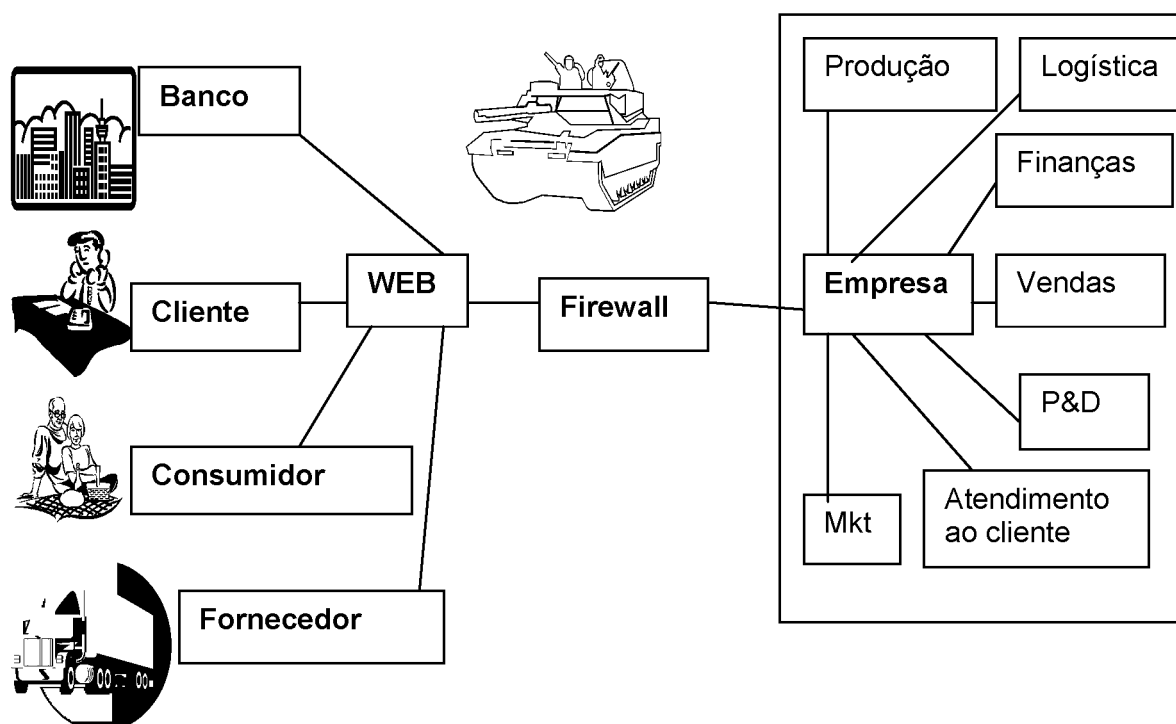 Banco
Cliente
Consumidor
Fornecedor
WEB
Firewall
Produção
Logística
Finanças
Empresa
Vendas
P&D
Mkt
Atendimento
ao cliente